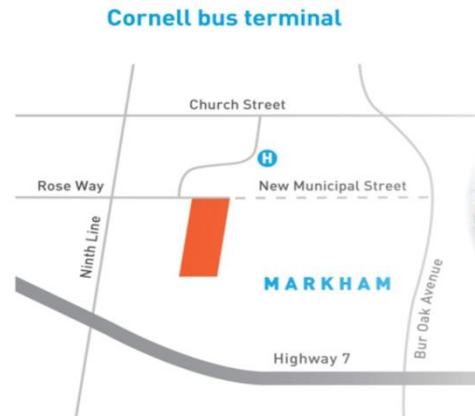 Cornell bus terminal
Church Street
H
Rose Way
New Municipal Street
Ninth Line
MARKHAM
Bur Oak Avenue
Highway 7